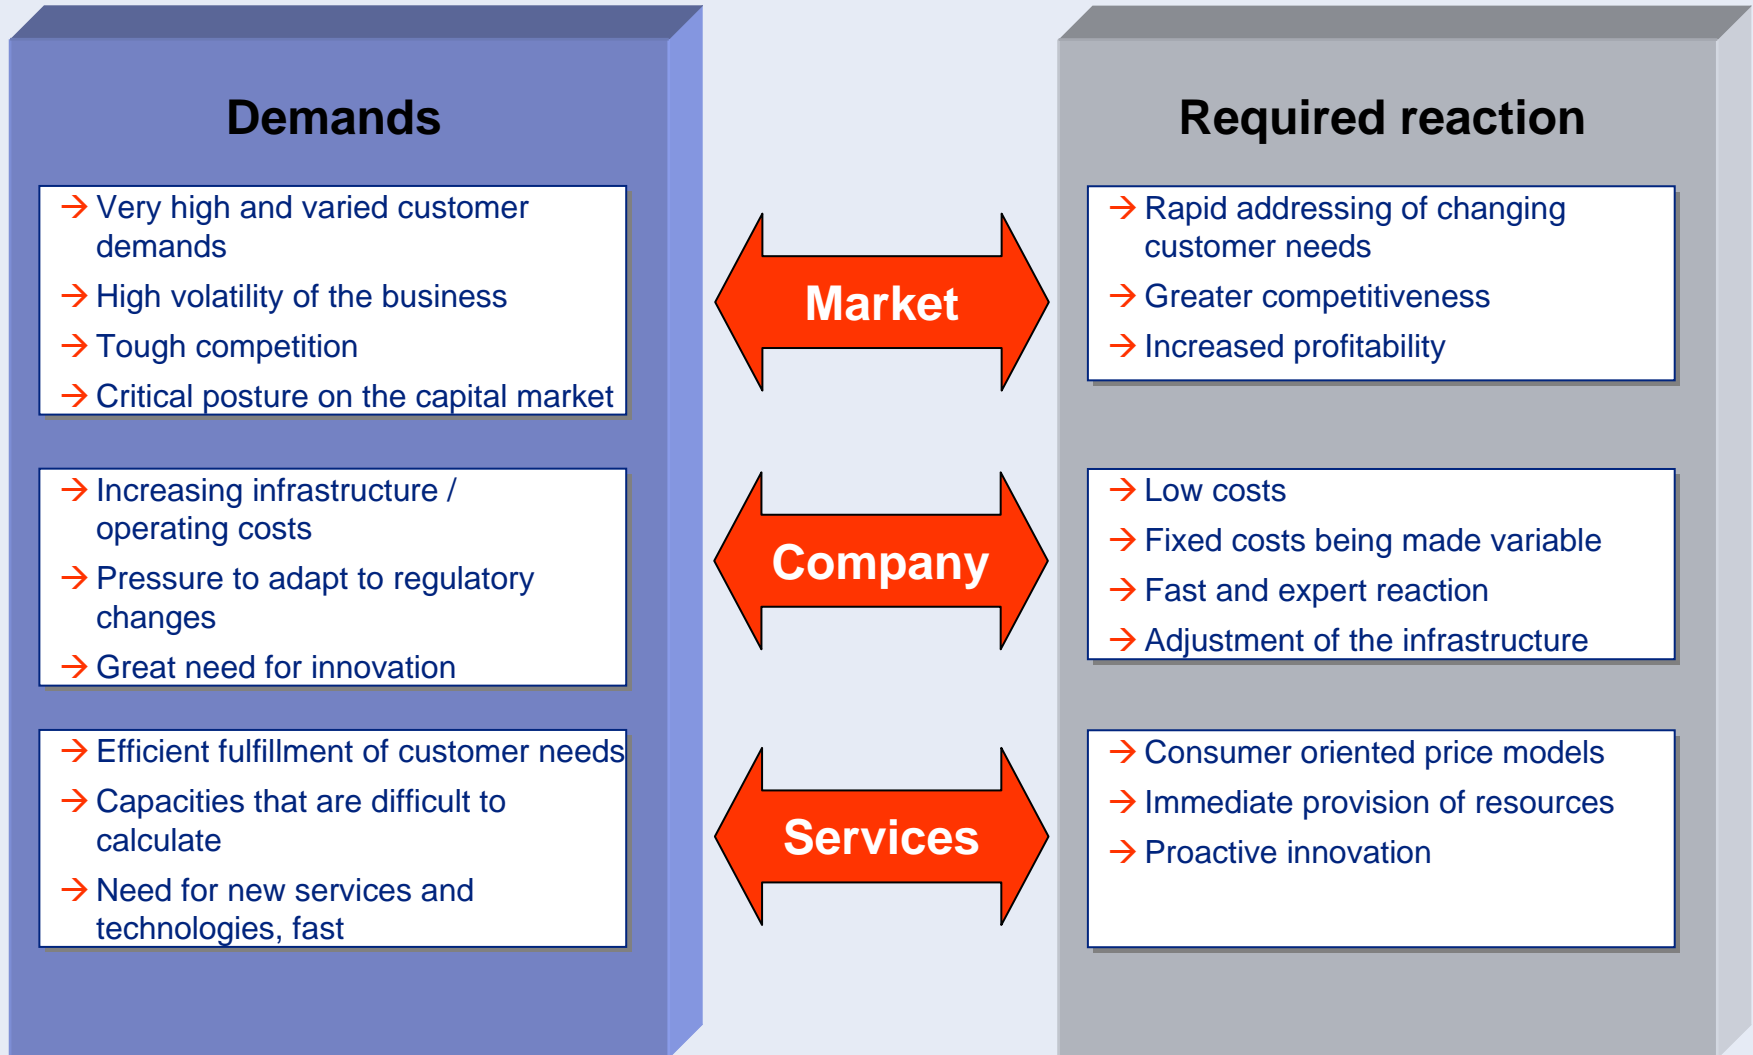 Demands
→ Very high and varied customer
demands
→ High volatility of the business
→ Tough competition
→ Critical posture on the capital market
→ Increasing infrastructure /
operating costs
→ Pressure to adapt to regulatory
changes
→ Great need for innovation
→ Efficient fulfillment of customer needs
→ Capacities that are difficult to
calculate
→ Need for new services and
technologies, fast
Market
Company
Services
Required reaction
→ Rapid addressing of changing
customer needs
→ Greater competitiveness
→ Increased profitability
→ Low costs
→ Fixed costs being made variable
→ Fast and expert reaction
→ Adjustment of the infrastructure
→ Consumer oriented price models
→ Immediate provision of resources
→ Proactive innovation